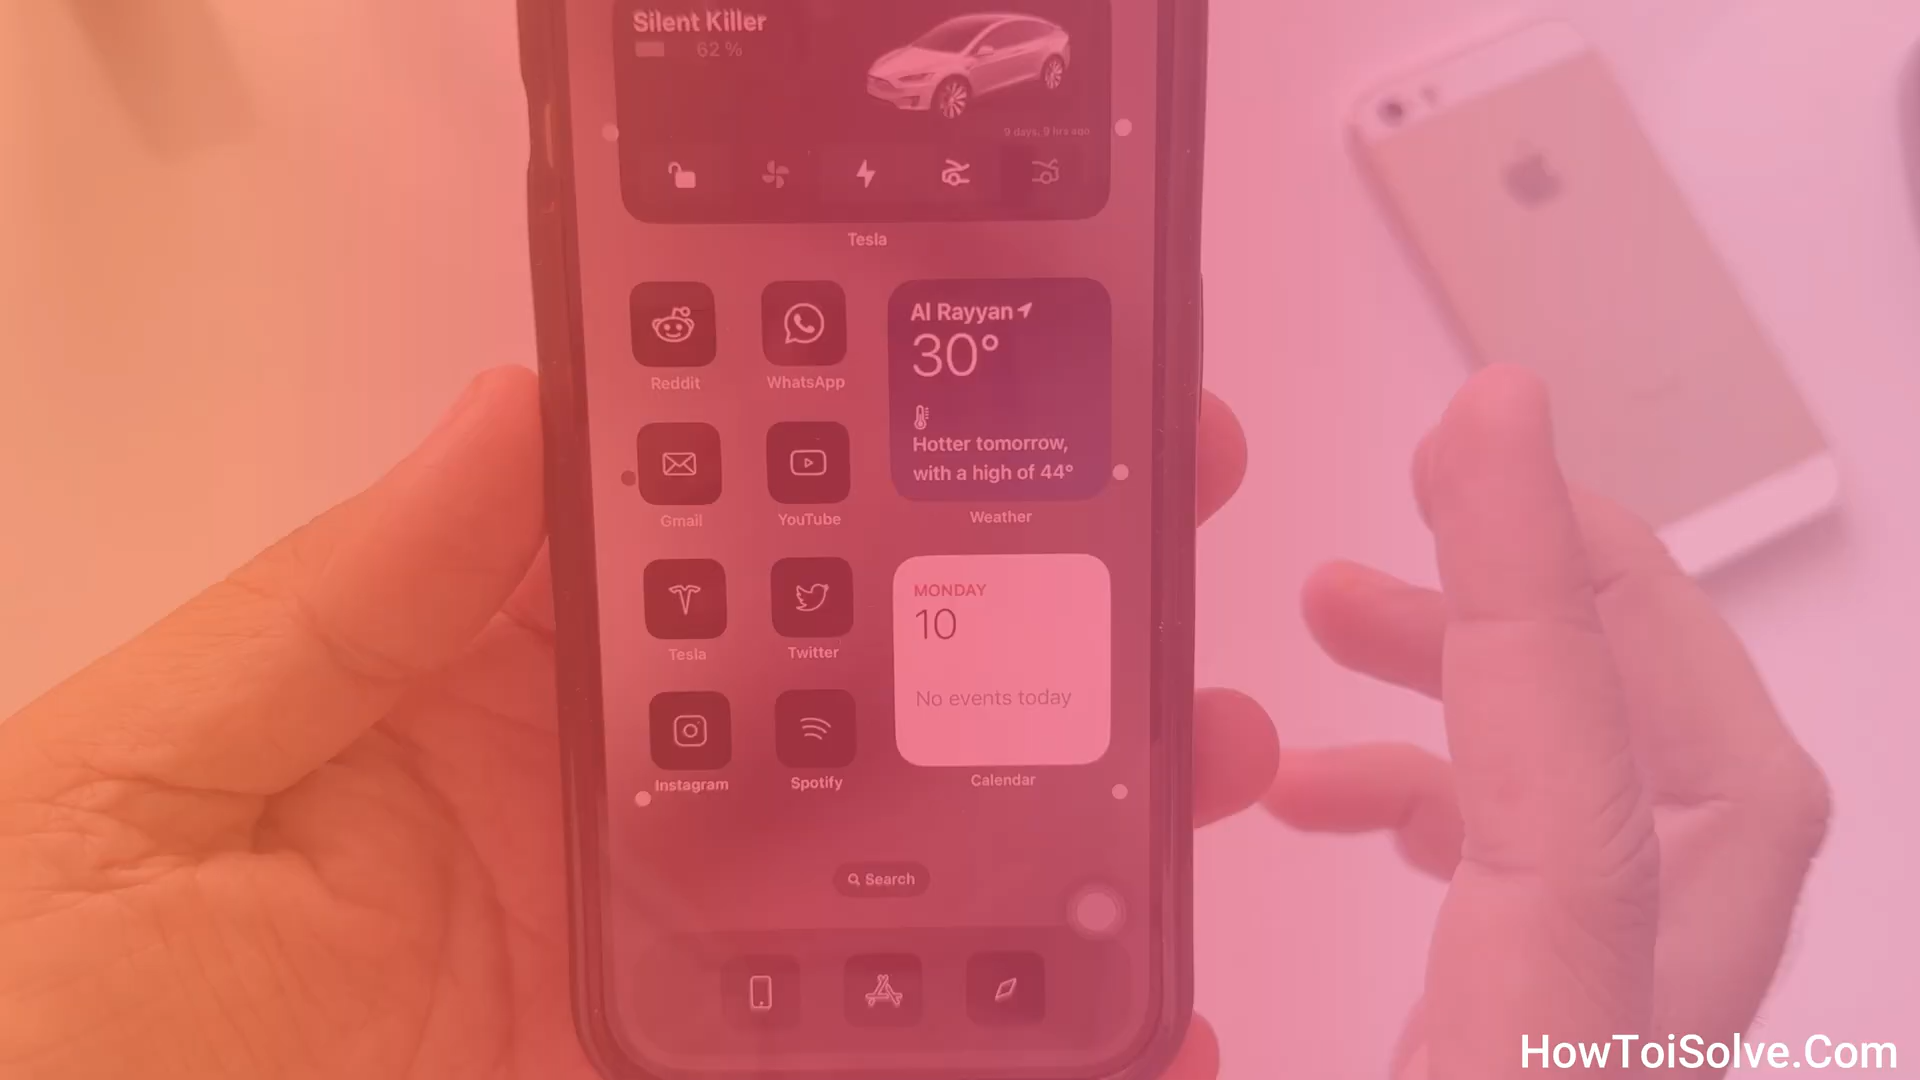 Silent Killer
62 %
9 days, 9 hrs ago
Tesla
Reddit
WhatsApp
Al Rayyan
30°
Hotter tomorrow,
with a high of 44°
Gmail
YouTube
Weather
Tesla
Twitter
MONDAY
10
No events today
Instagram
Spotify
Calendar
Search
HowToiSolve.Com